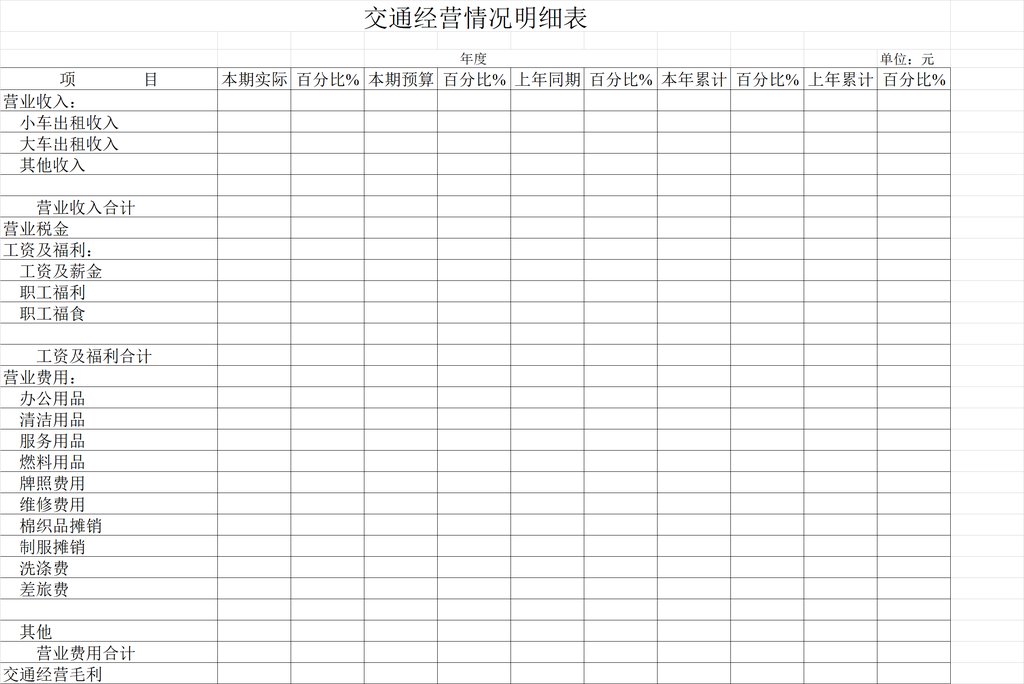 交通经营情况明细表
年度 单位：元
项 目 本期实际 百分比% 本期预算 百分比% 上年同期 百分比% 本年累计 百分比% 上年累计 百分比%
营业收入：
小车出租收入
大车出租收入
其他收入
营业收入合计
营业税金
工资及福利：
工资及薪金
职工福利
职工福食
工资及福利合计
营业费用：
办公用品
清洁用品
服务用品
燃料用品
牌照费用
维修费用
棉织品摊销
制服摊销
洗涤费
差旅费
其他
营业费用合计
交通经营毛利